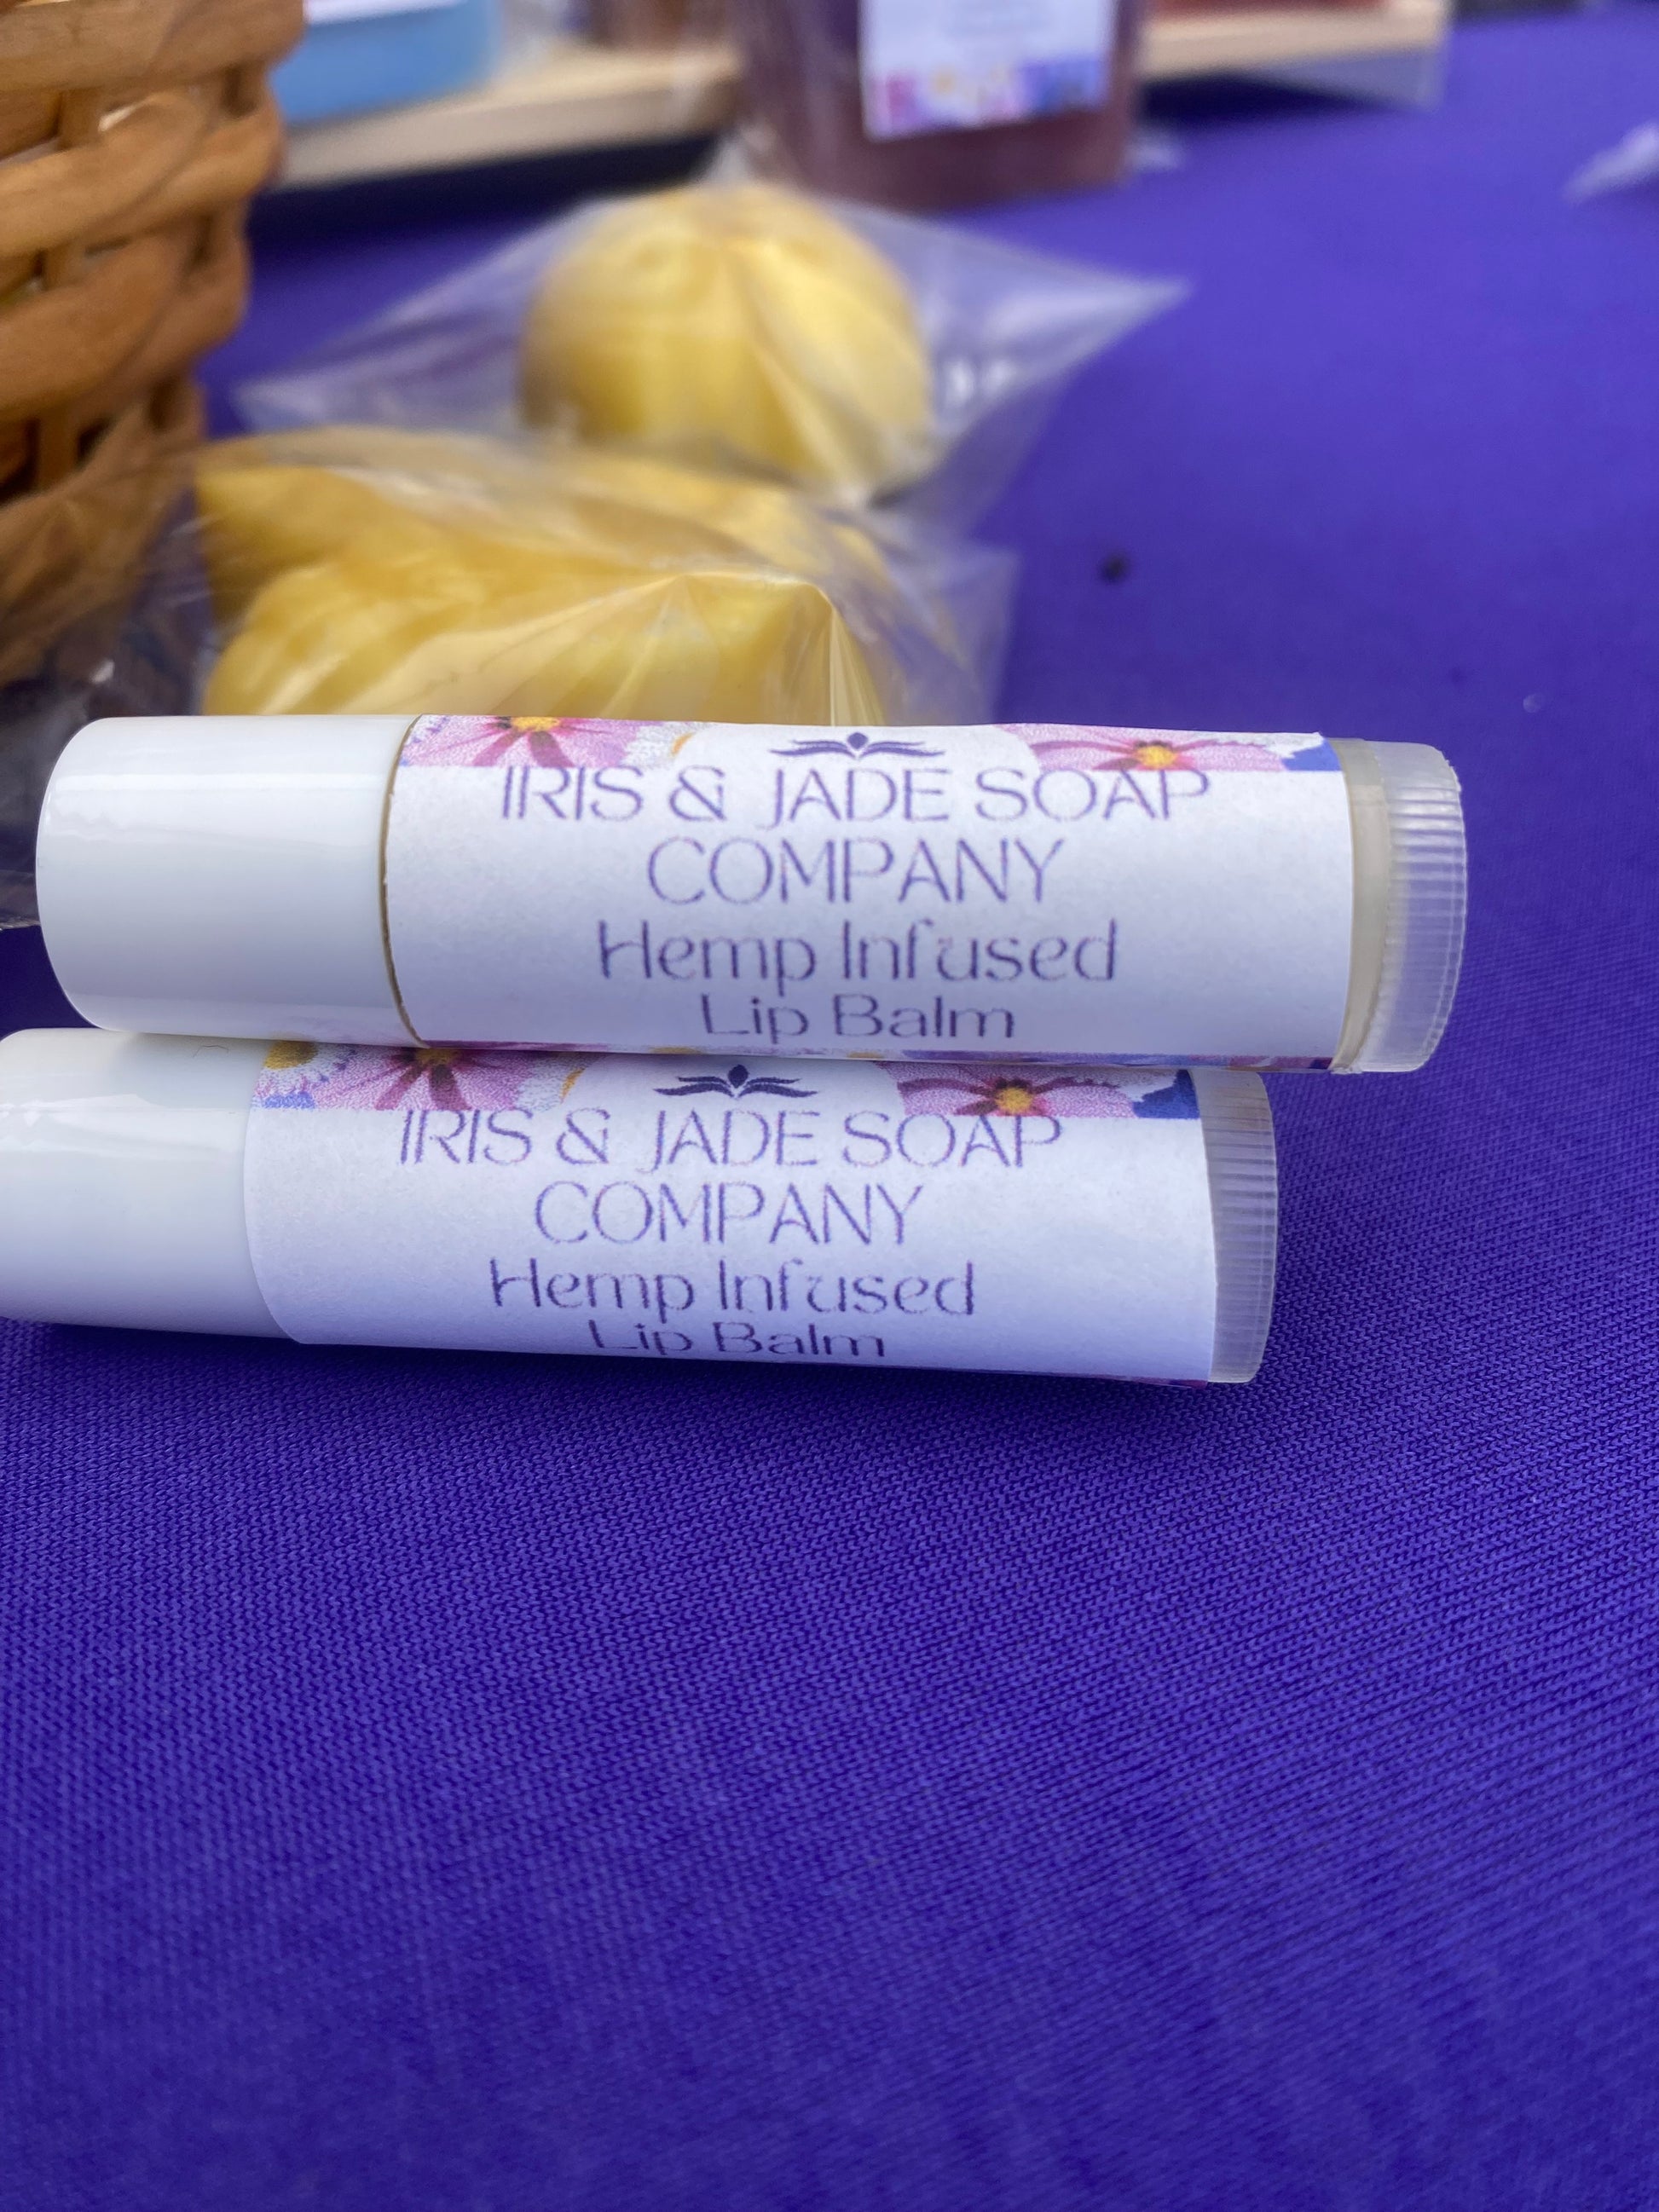 IRIS & JADE SOAP
COMPANY
Hemp Infused
Lip Balm
IRIS & JADE SOAP
COMPANY
Hemp Infused
Lip Balm